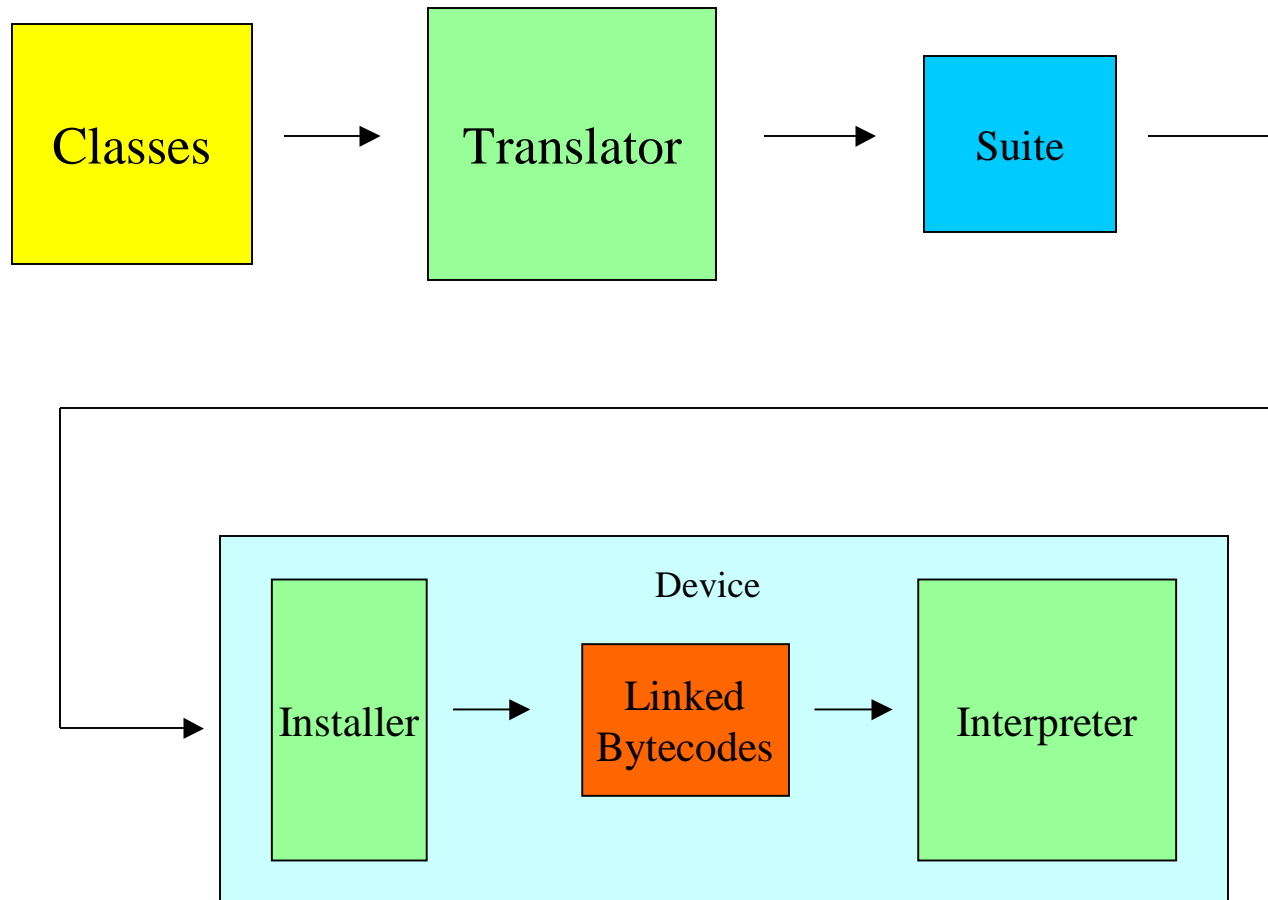 Classes
Translator
Suite
Device
Installer
Linked
Bytecodes
Interpreter